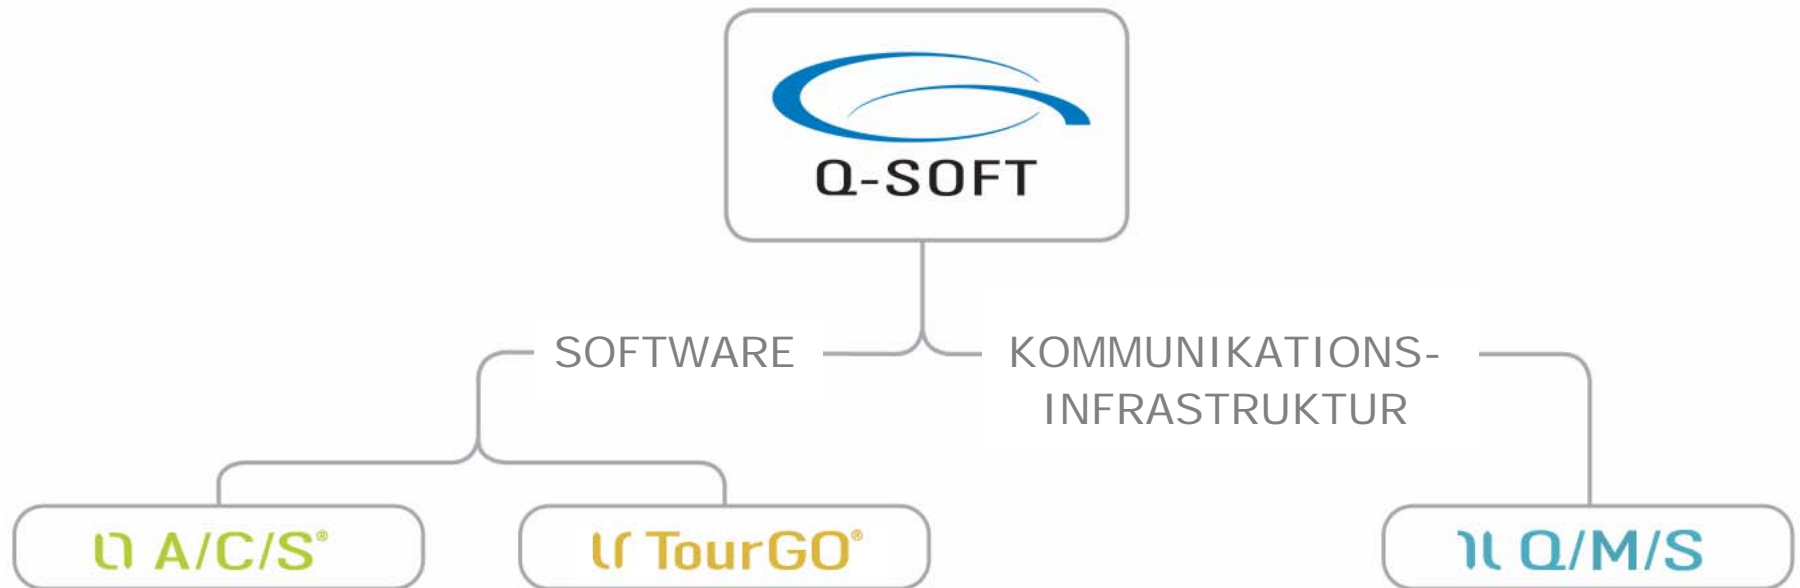 Q-SOFT
SOFTWARE
KOMMUNIKATIONS-
INFRASTRUKTUR
A/C/S®
TourGO®
Q/M/S